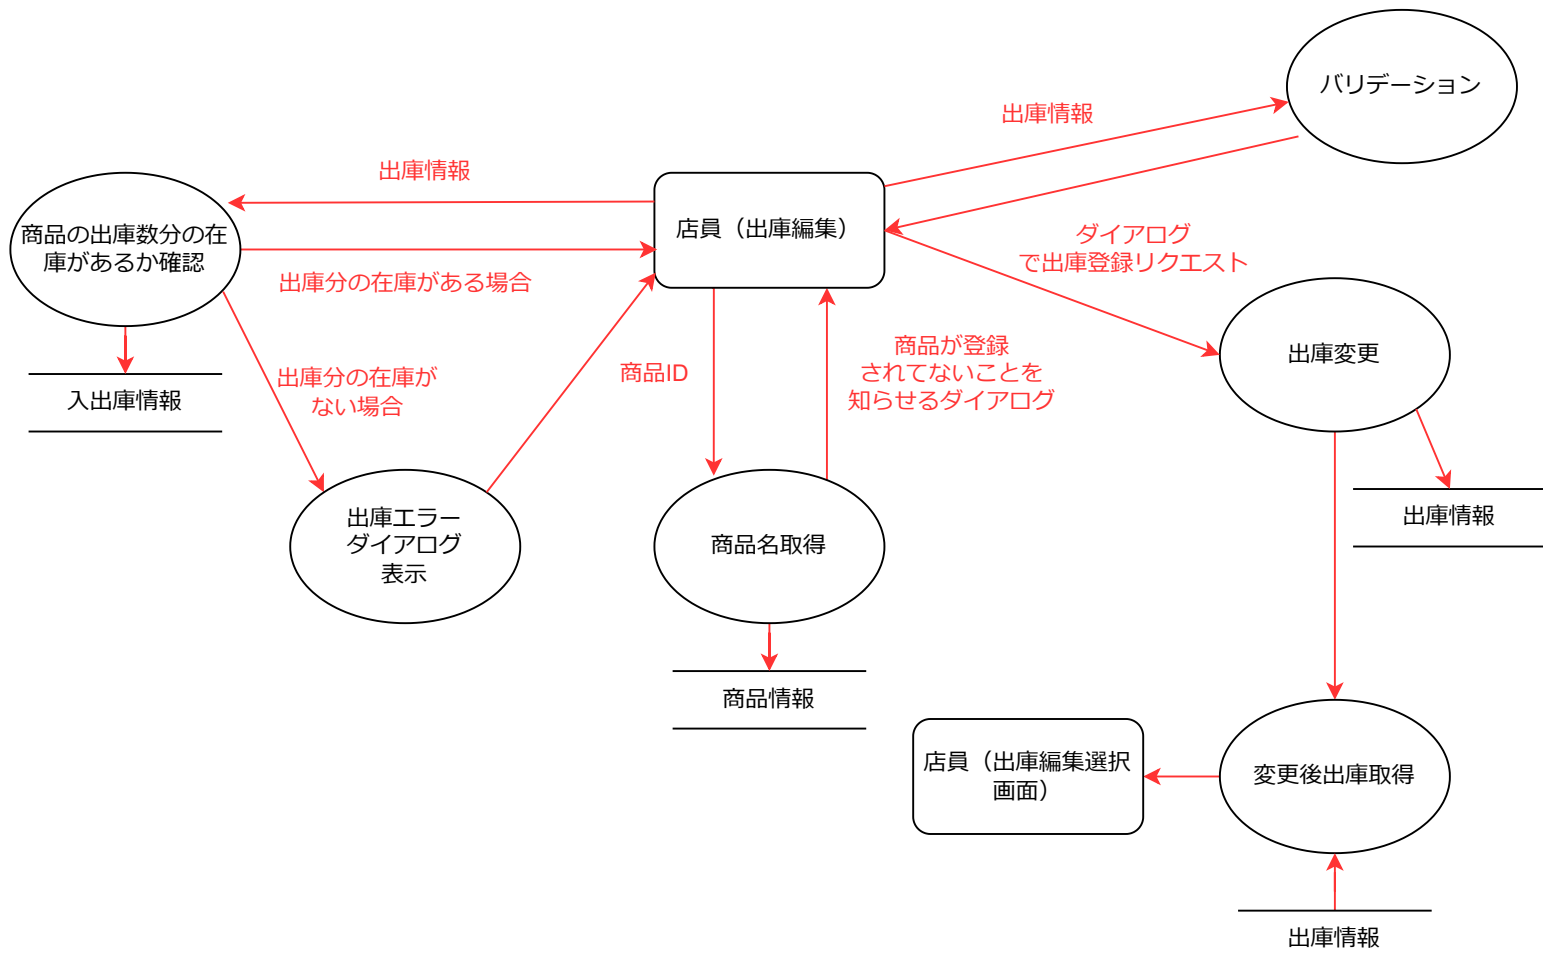 バリデーション
出庫情報
出庫情報
店員（出庫編集）
商品の出庫数分の在
庫があるか確認
ダイアログ
で出庫登録リクエスト
出庫分の在庫がある場合
出庫変更
商品が登録
されてないことを
知らせるダイアログ
商品ID
出庫分の在庫が
ない場合
入出庫情報
出庫エラー
ダイアログ
表示
商品名取得
出庫情報
商品情報
店員（出庫編集選択
画面）
変更後出庫取得
出庫情報